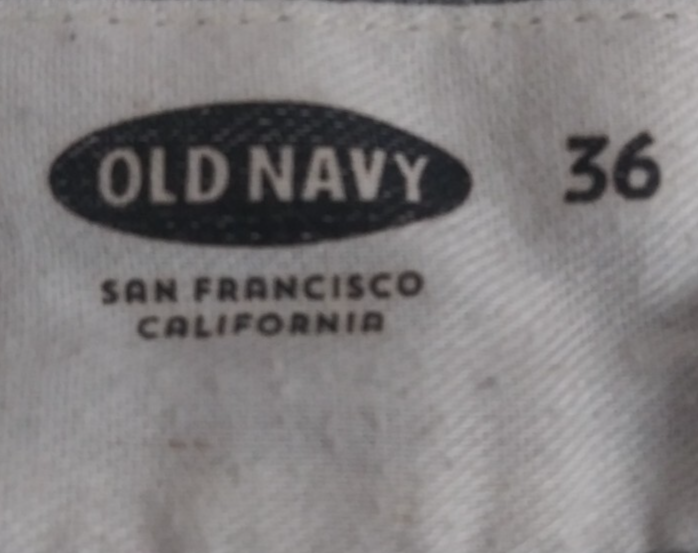 OLD NAVY 36
SAN FRANCISCO
CALIFORNIA